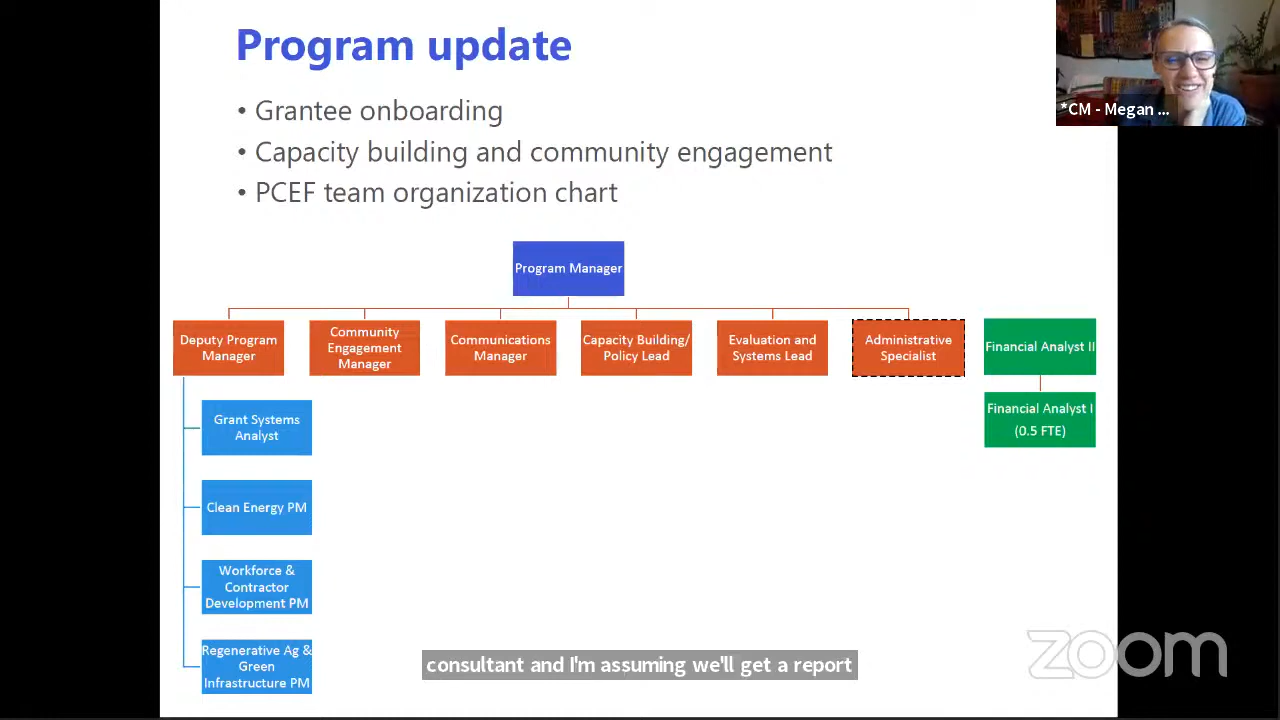 Program update
• Grantee onboarding
• Capacity building and community engagement
• PCEF team organization chart
*CM - Megan ...
Program Manager
Deputy Program
Manager
Community
Engagement
Manager
Communications
Manager
Capacity Building/
Policy Lead
Evaluation and
Systems Lead
Administrative
Specialist
Financial Analyst II
Financial Analyst I
(0.5 FTE)
Grant Systems
Analyst
Clean Energy PM
Workforce &
Contractor
Development PM
Regenerative Ag &
Green
Infrastructure PM
consultant and I'm assuming we'll get a report
zoom